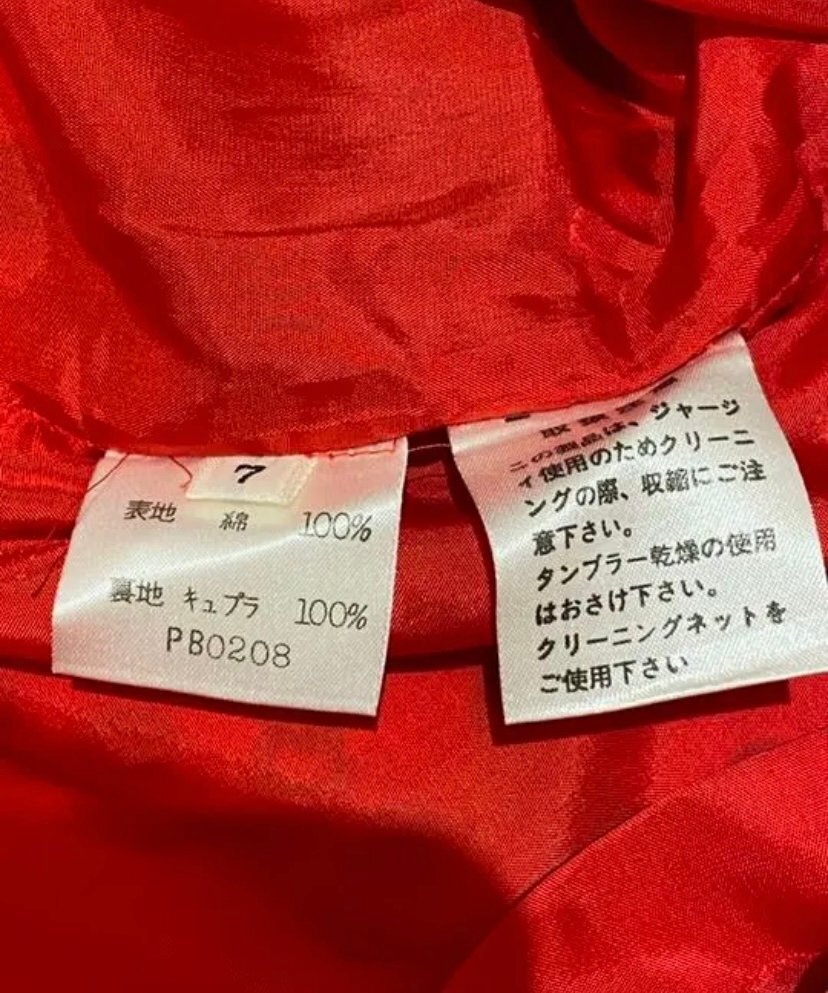 7
表地 綿 100%
裏地 キュプラ 100%
PB0208
この製品は、ジャージ
ィ使用のためクリーニ
ングの際、収縮にご注
意下さい。
タンブラー乾燥の使用
はおさけ下さい。
クリーニングネットを
ご使用下さい